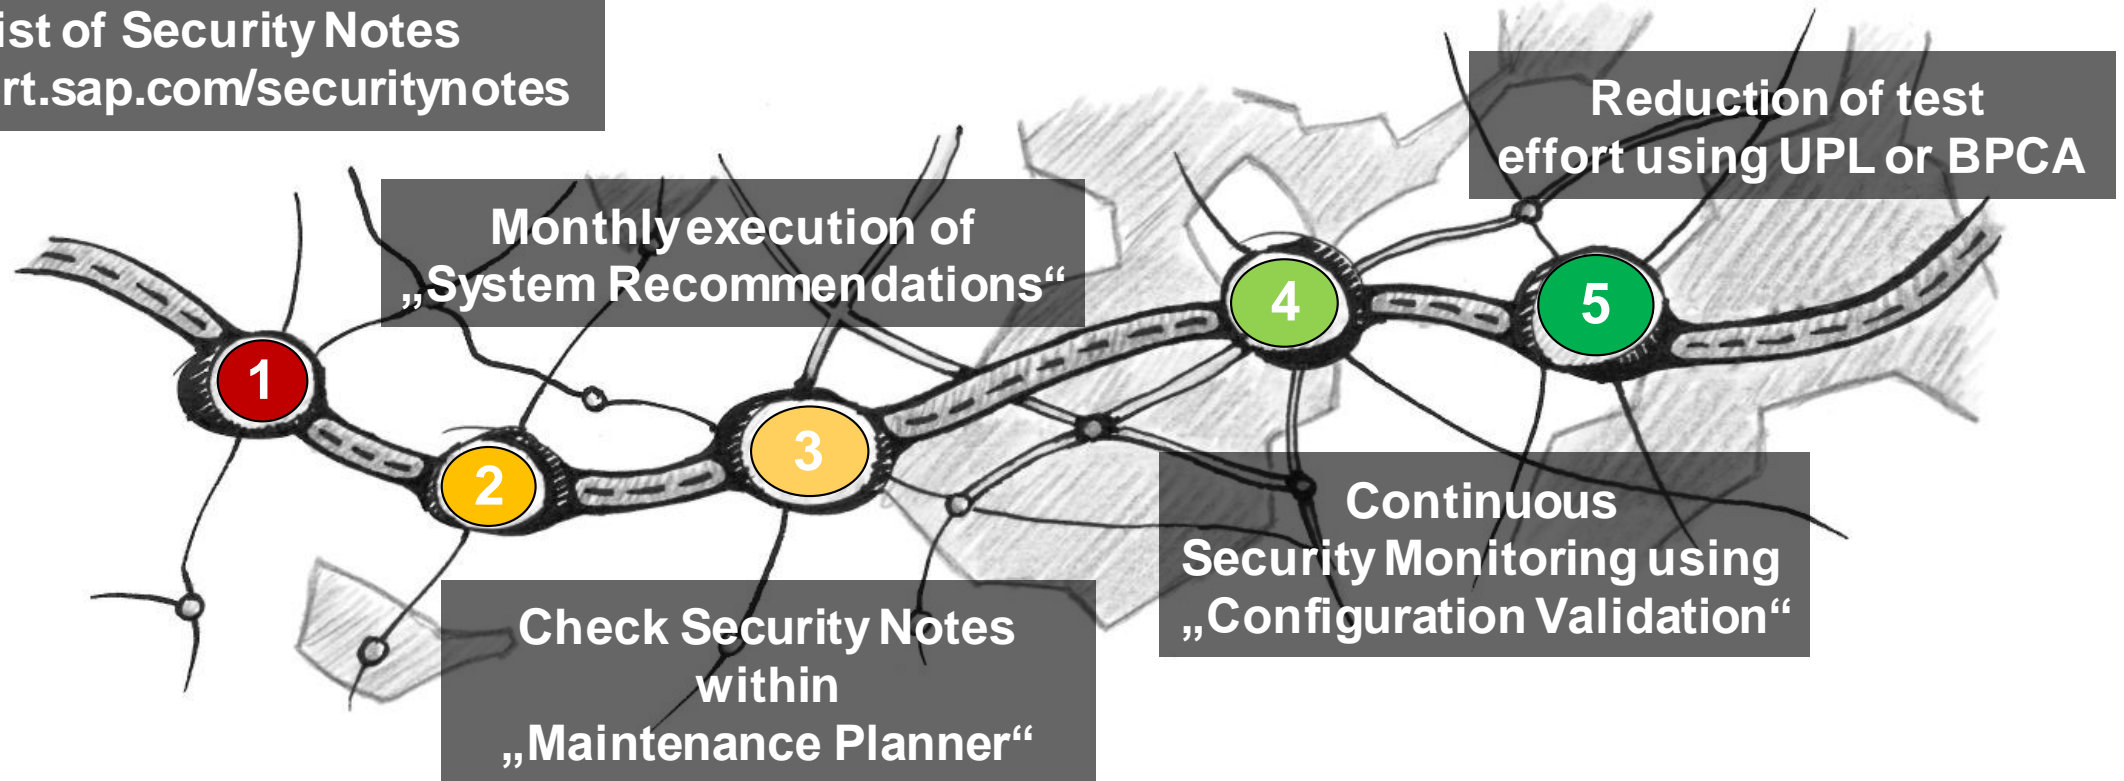 ist of Security Notes
rt.sap.com/securitynotes
Reduction of test
effort using UPL or BPCA
Monthly execution of
„System Recommendations“
1
2
3
4
5
Continuous
Security Monitoring using
„Configuration Validation“
Check Security Notes
within
„Maintenance Planner“